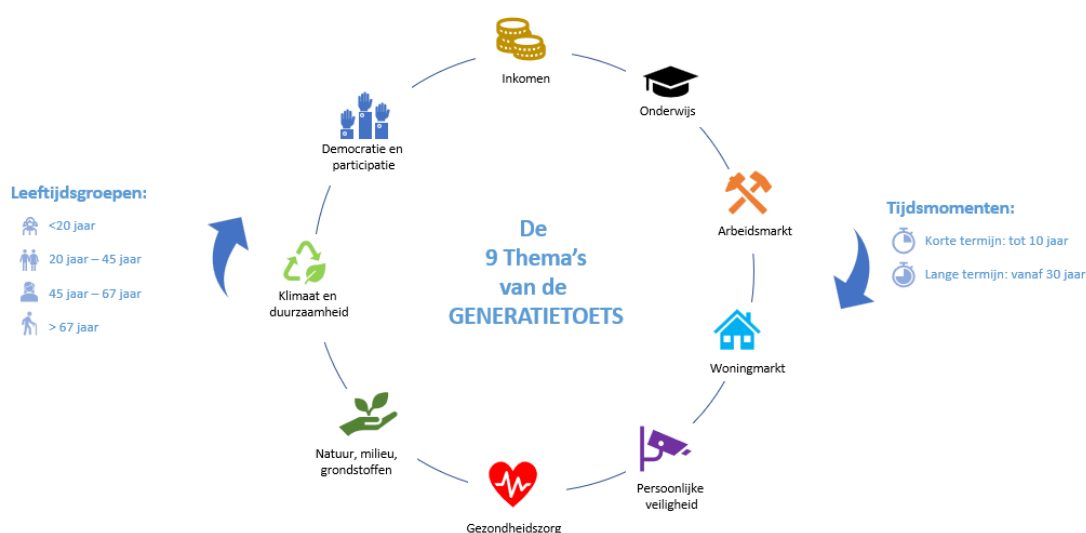 Inkomen
Onderwijs
Democratie en
participatie
Leeftijdsgroepen:
<20 jaar
20 jaar – 45 jaar
45 jaar – 67 jaar
> 67 jaar
Klimaat en
duurzaamheid
De
9 Thema's
van de
GENERATIETOETS
Arbeidsmarkt
Tijdsmomenten:
Korte termijn: tot 10 jaar
Lange termijn: vanaf 30 jaar
Woningmarkt
Natuur, milieu,
grondstoffen
Persoonlijke
veiligheid
Gezondheidszorg